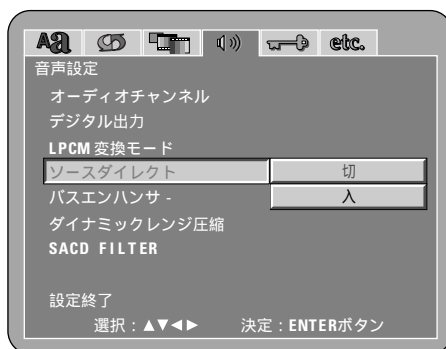 Aa etc.
音声設定
オーディオチャンネル
デジタル出力
LPCM変換モード
ソースダイレクト 切
バスエンハンサ - 入
ダイナミックレンジ圧縮
SACD FILTER
設定終了
選択：▲▼◀▶ 決定：ENTERボタン